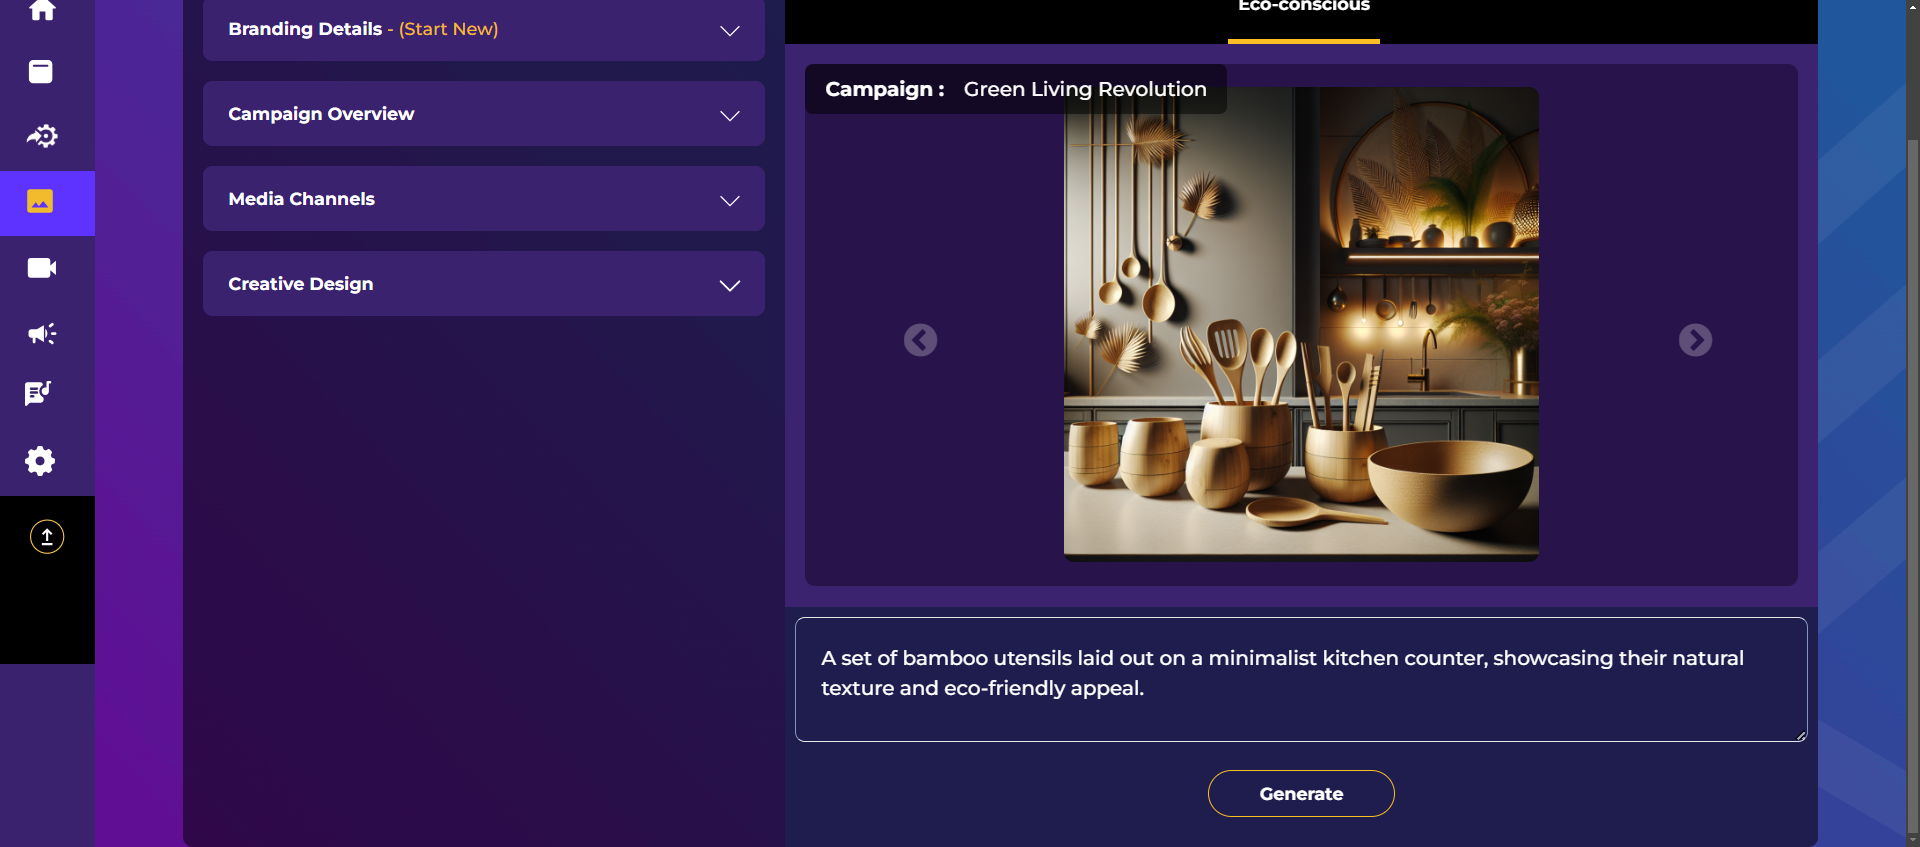 Branding Details - (Start New)
Campaign Overview
Media Channels
Creative Design
Eco-conscious
Campaign : Green Living Revolution
A set of bamboo utensils laid out on a minimalist kitchen counter, showcasing their natural
texture and eco-friendly appeal.
Generate